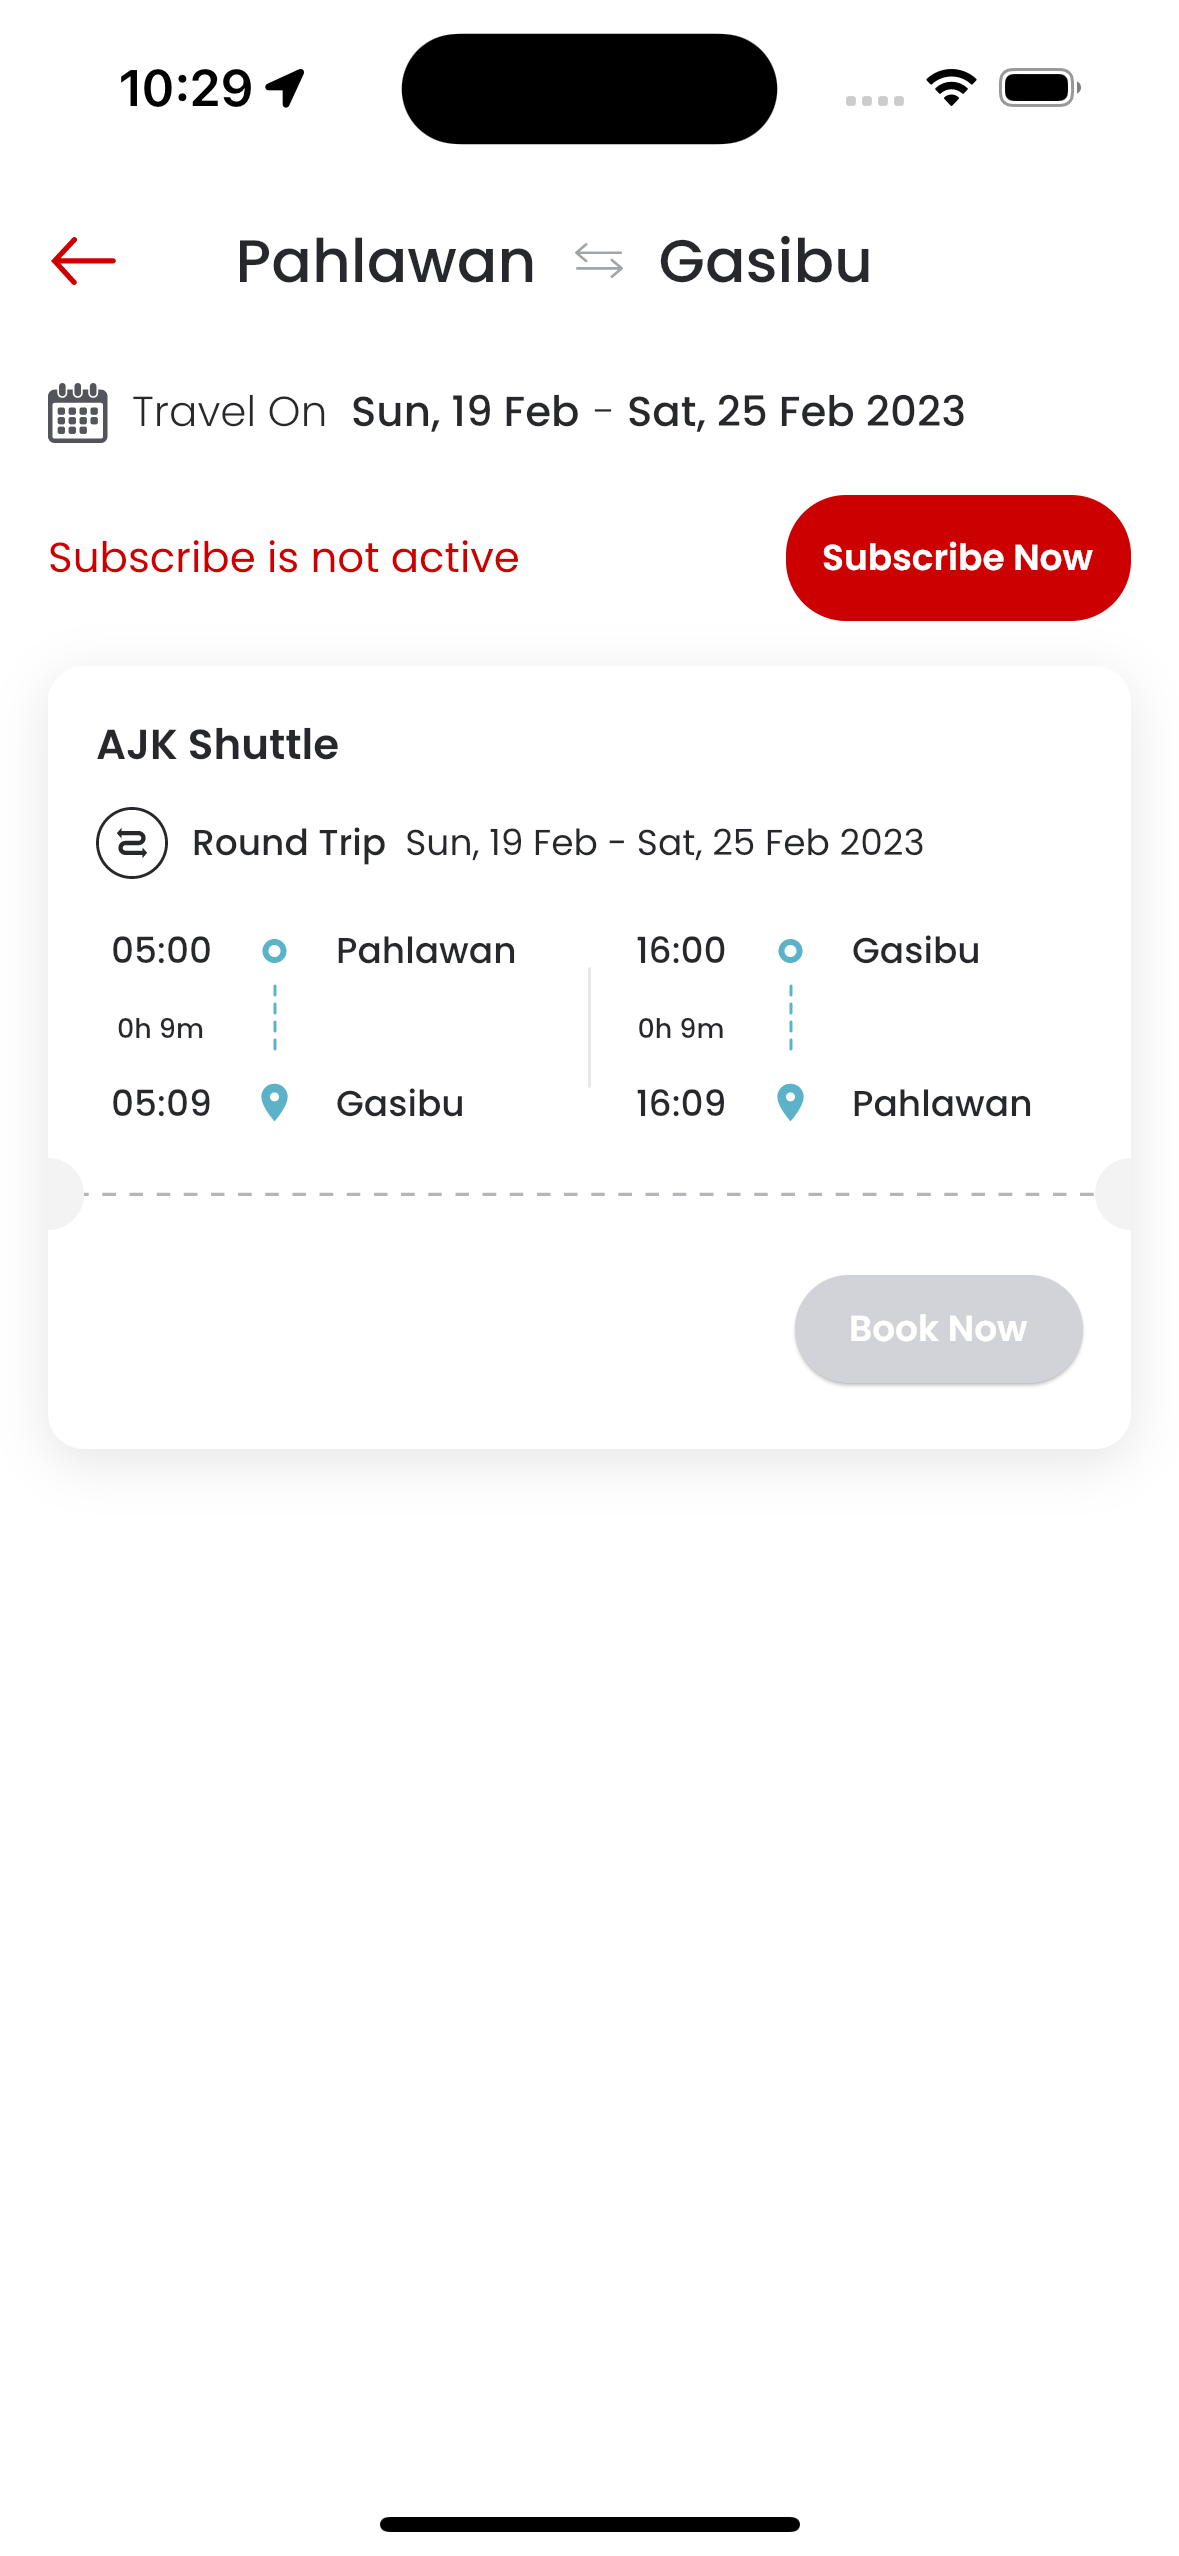 10:29
Pahlawan Gasibu
Travel On Sun, 19 Feb - Sat, 25 Feb 2023
Subscribe is not active
Subscribe Now
AJK Shuttle
Round Trip Sun, 19 Feb - Sat, 25 Feb 2023
05:00 Pahlawan
0h 9m
05:09 Gasibu
16:00 Gasibu
0h 9m
16:09 Pahlawan
Book Now